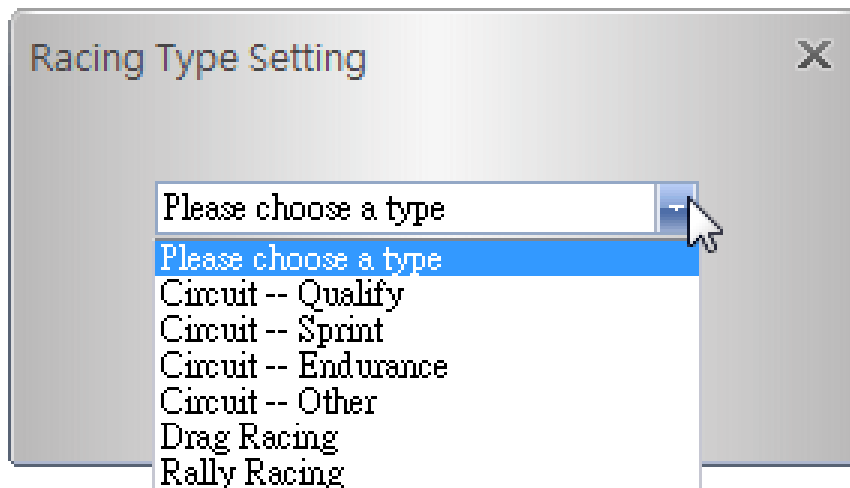 Racing Type Setting
Please choose a type
Please choose a type
Circuit -- Qualify
Circuit -- Sprint
Circuit -- Endurance
Circuit -- Other
Drag Racing
Rally Racing